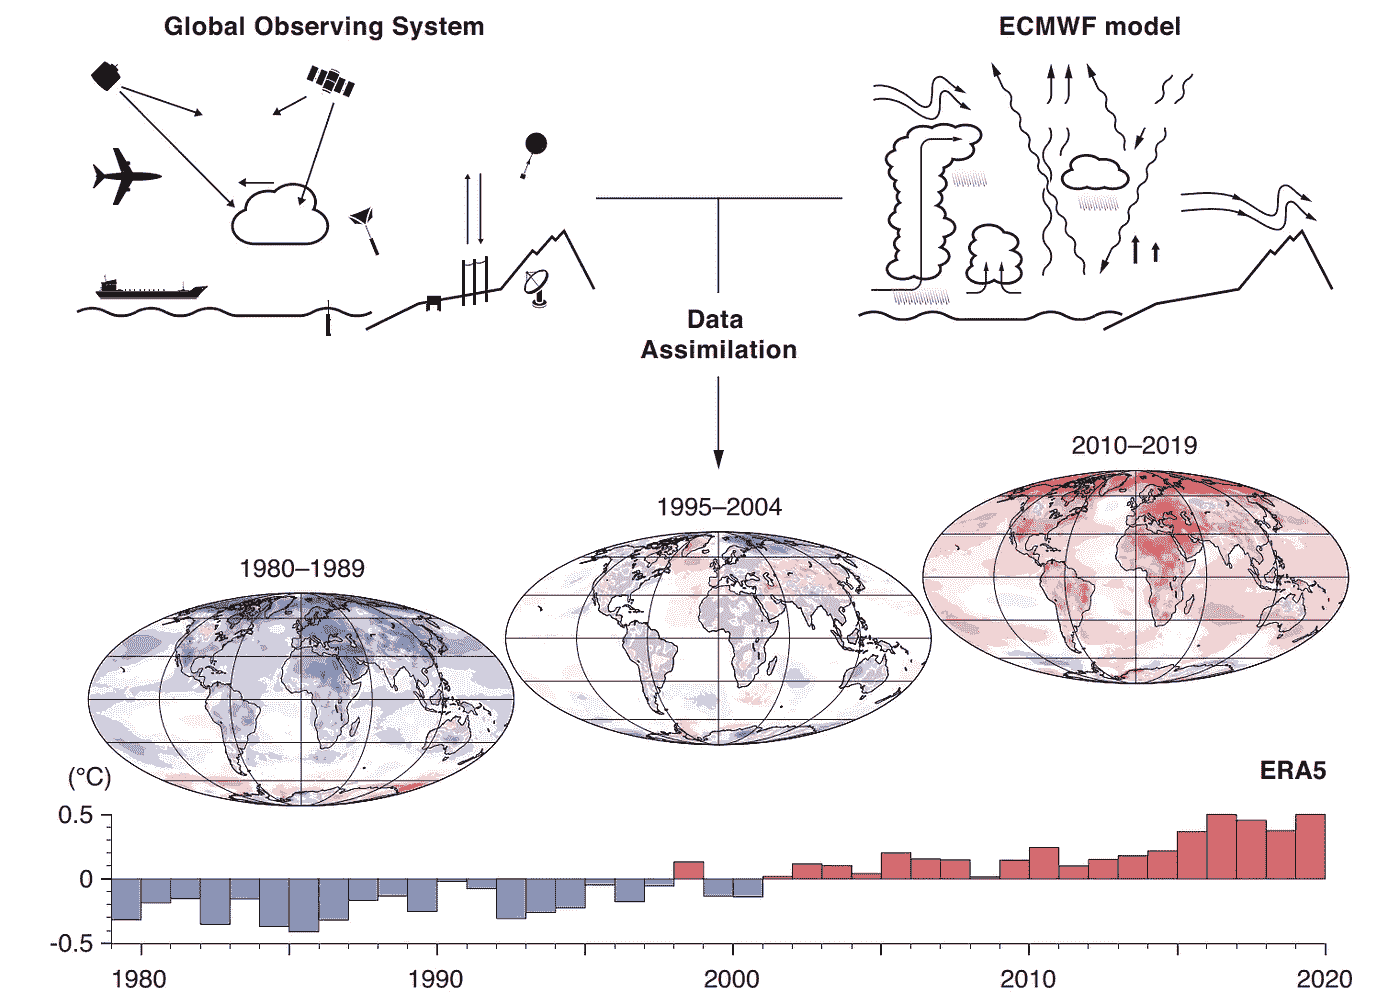 Global Observing System
ECMWF model
Data
Assimilation
2010–2019
1995–2004
1980–1989
(°C)
ERA5
0.5
0
-0.5
1980
1990
2000
2010
2020